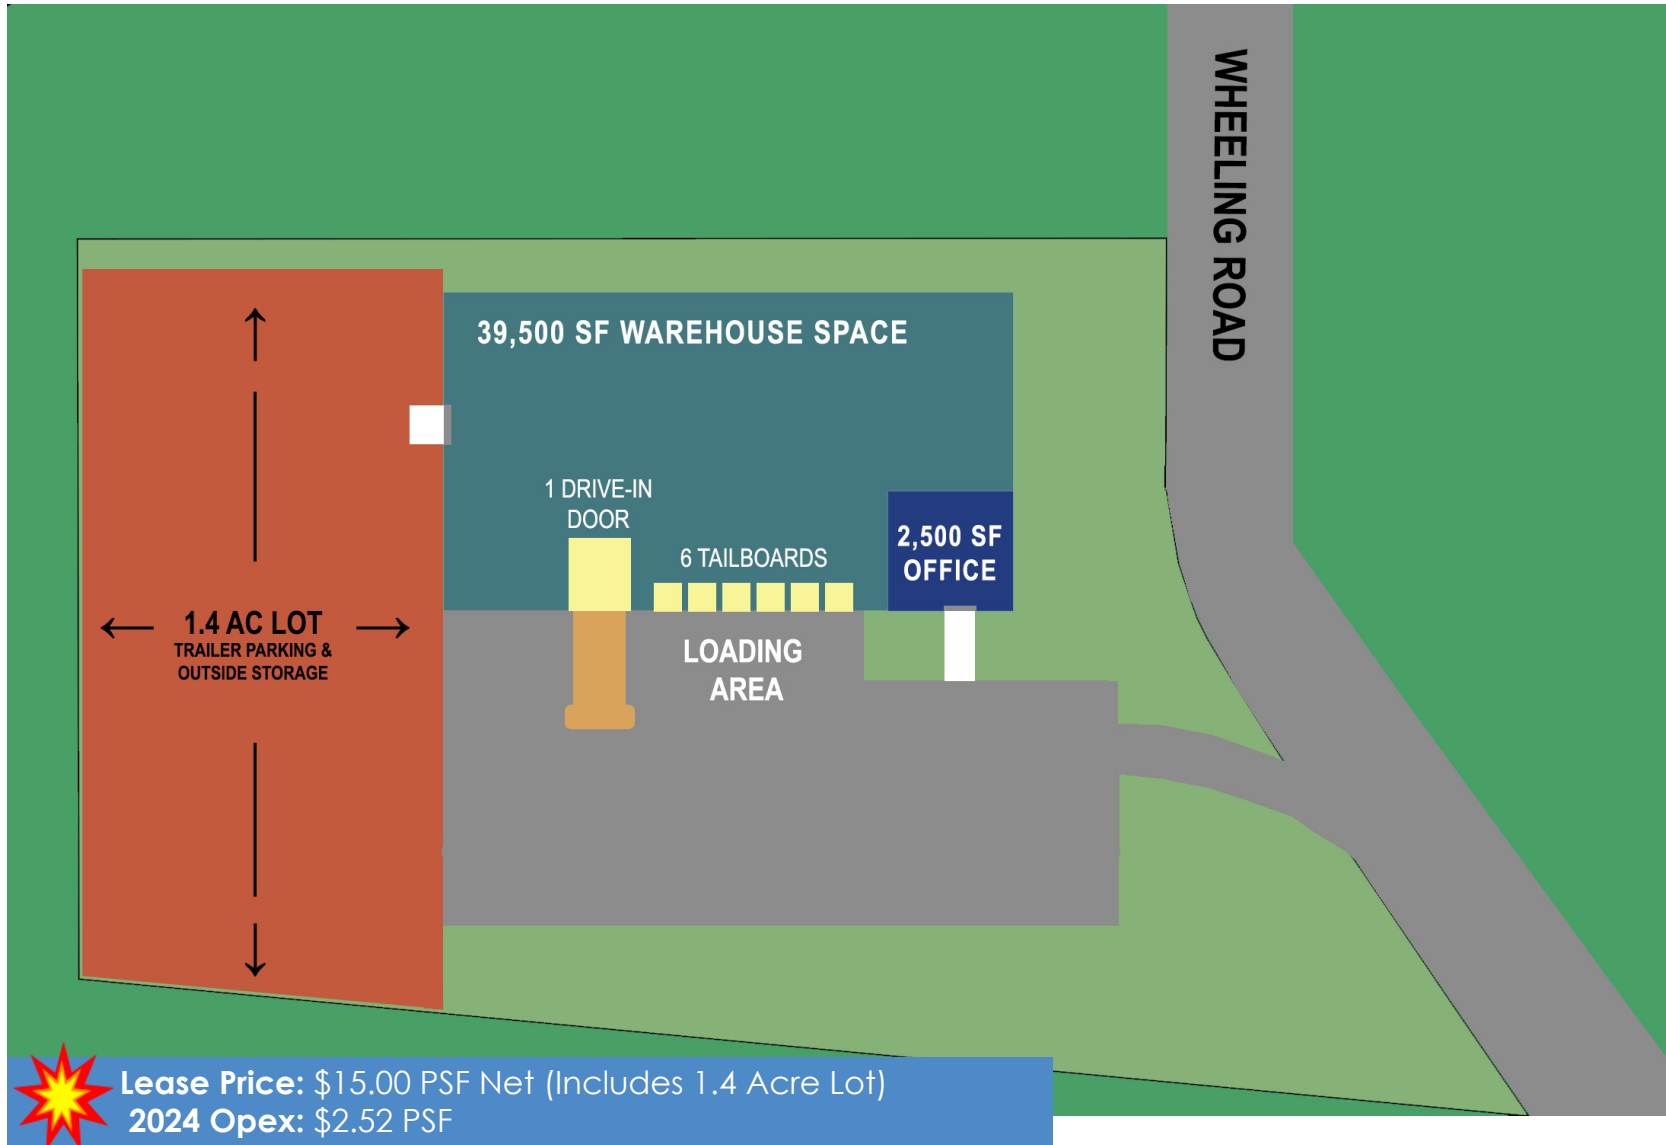 WHEELING ROAD
39,500 SF WAREHOUSE SPACE
1 DRIVE-IN
DOOR
6 TAILBOARDS
2,500 SF
OFFICE
1.4 AC LOT
TRAILER PARKING &
OUTSIDE STORAGE
LOADING
AREA
Lease Price: $15.00 PSF Net (Includes 1.4 Acre Lot)
2024 Opex: $2.52 PSF